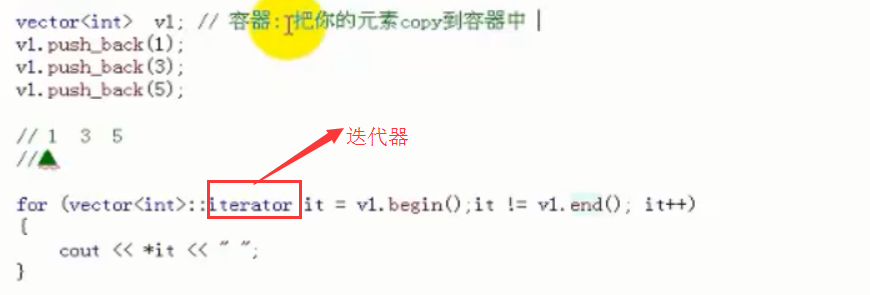 vector<int>  v1; // 容器: 把你的元素copy到容器中
v1.push_back(1);
v1.push_back(3);
v1.push_back(5);
// 1  3  5
//
迭代器
for (vector<int>::iterator it = v1.begin();it != v1.end(); it++)
{
    cout << *it << " ";
}